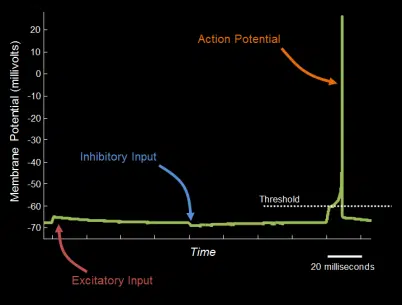 Membrane Potential (millivolts)
20
10
0
-10
-20
-30
-40
-50
-60
-70
Action Potential
Inhibitory Input
Threshold
Excitatory Input
Time
20 milliseconds